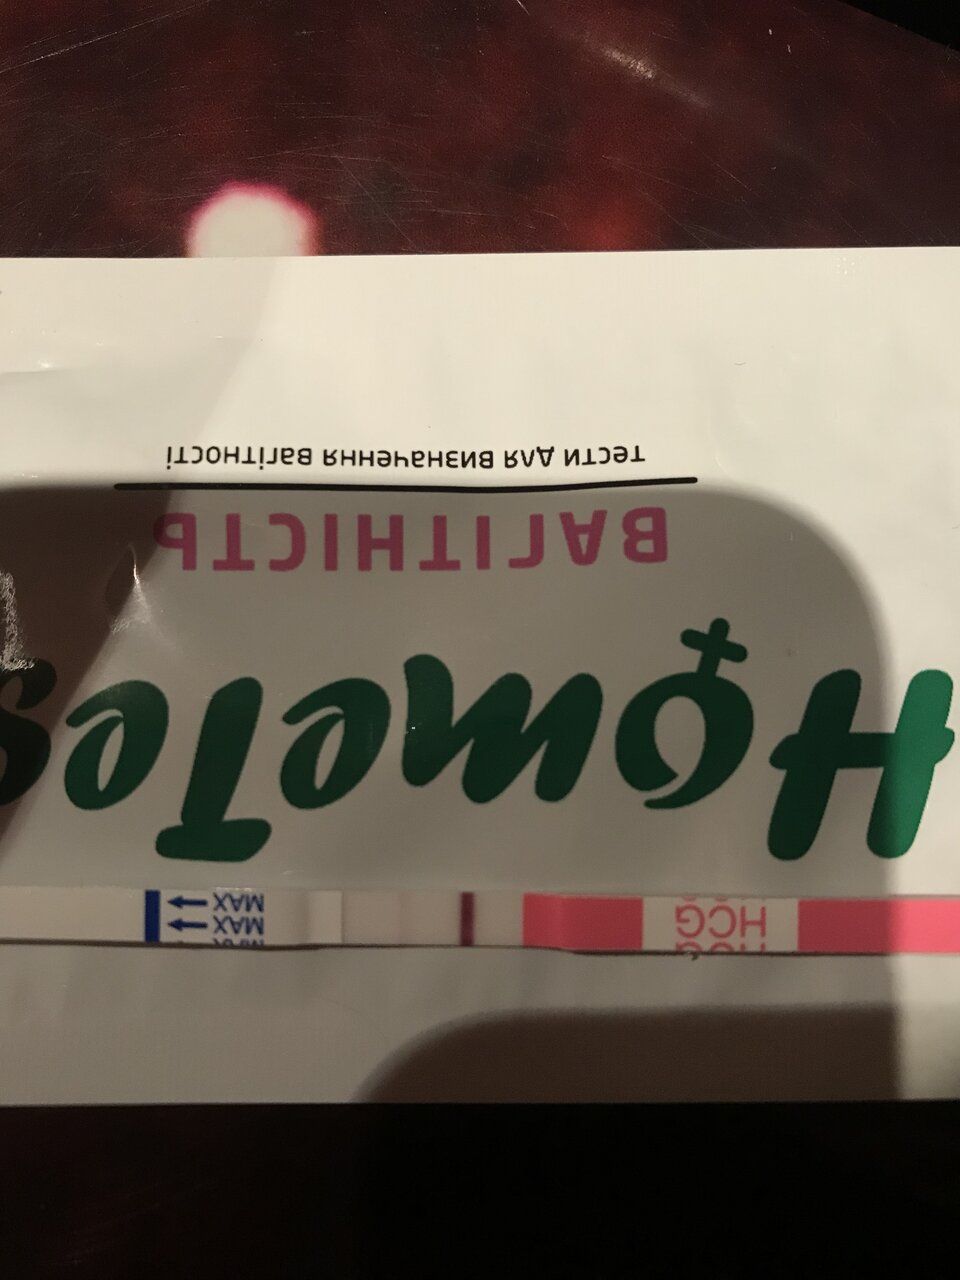 HCG
MAX
MAX
HomeTes
ВАГІТНІСТЬ
тести для визначення вагітності